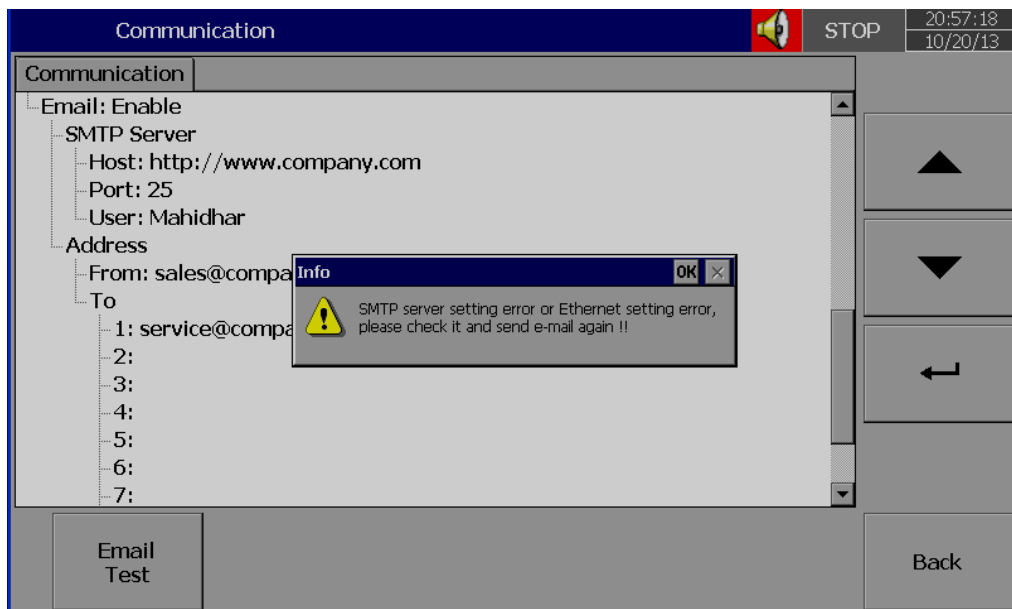 Communication
STOP
20:57:18
10/20/13
Communication
Email: Enable
SMTP Server
Host: http://www.company.com
Port: 25
User: Mahidhar
Address
From: sales@compa
To
1: service@compa
2:
3:
4:
5:
6:
7:
Info
OK
SMTP server setting error or Ethernet setting error,
please check it and send e-mail again !!
Email
Test
Back